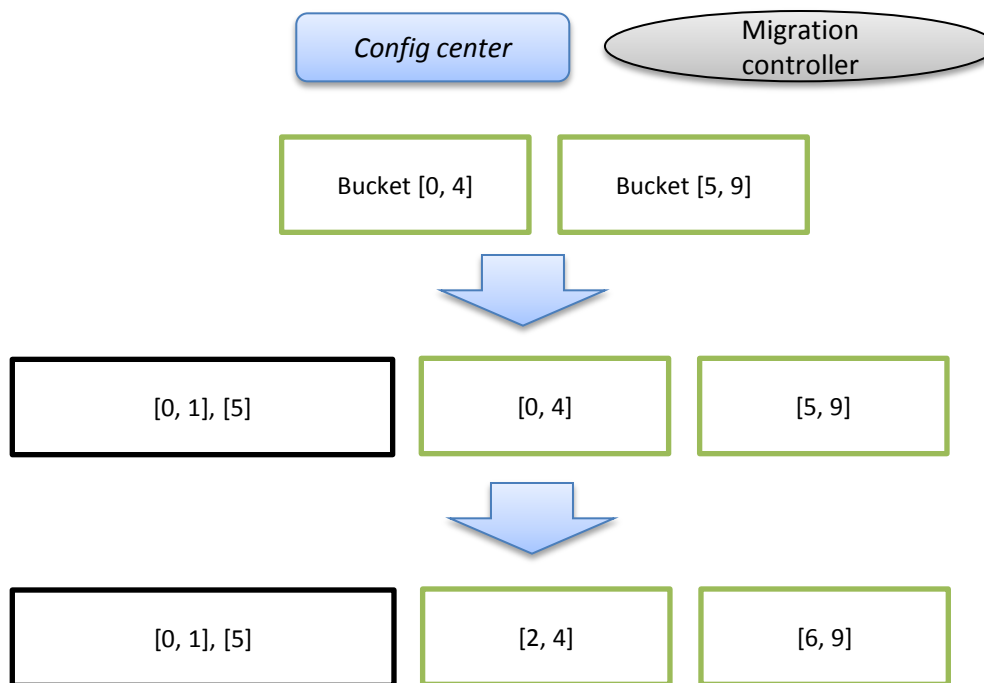 Config center
Migration
controller
Bucket [0, 4]
Bucket [5, 9]
[0, 1], [5]
[0, 4]
[5, 9]
[0, 1], [5]
[2, 4]
[6, 9]